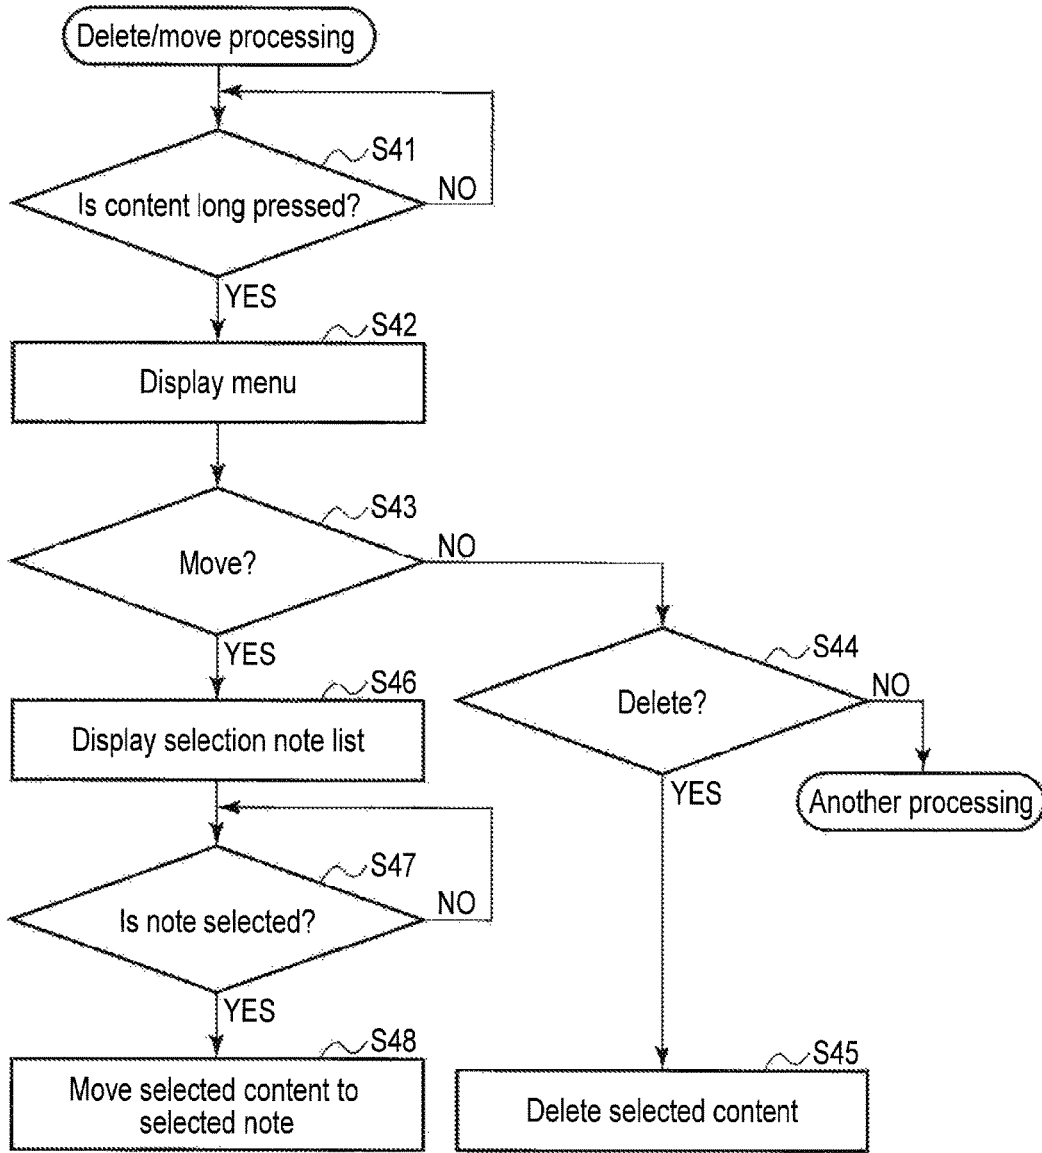 Delete/move processing
S41
Is content long pressed?
NO
YES
S42
Display menu
S43
Move?
NO
YES
S44
Delete?
NO
YES
Another processing
S46
Display selection note list
S47
Is note selected?
NO
YES
S48
Move selected content to
selected note
S45
Delete selected content